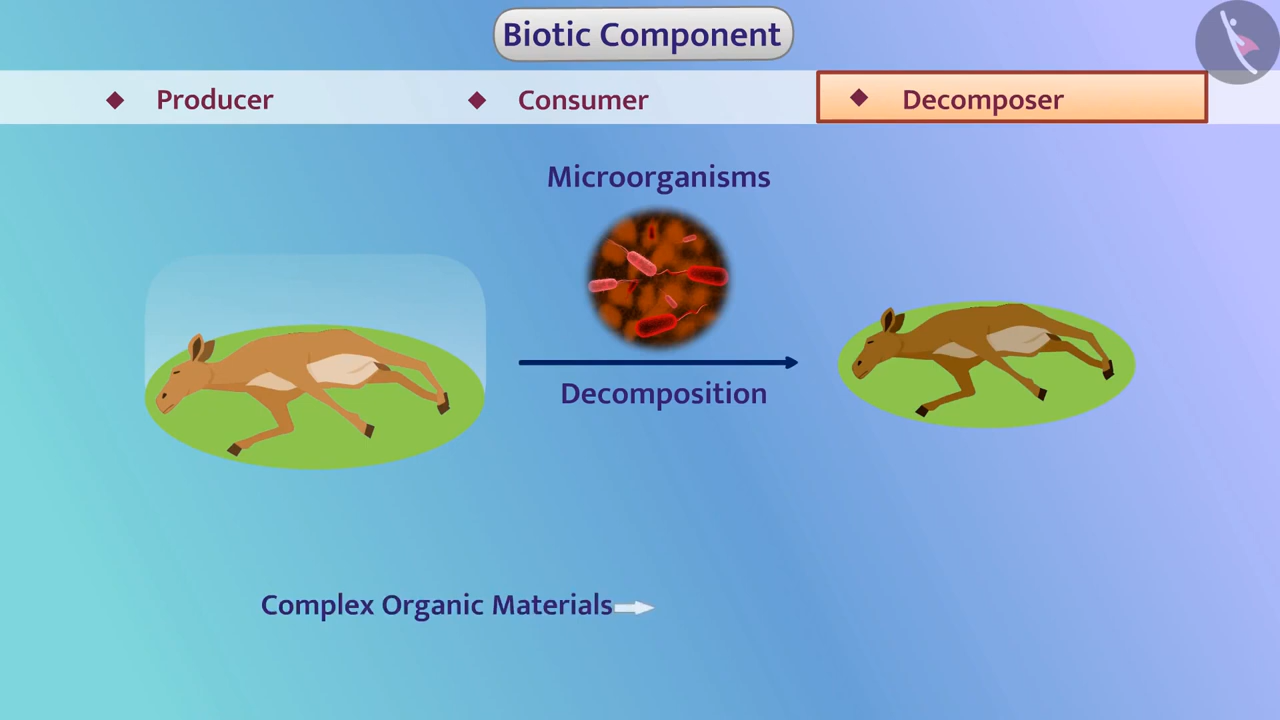 Biotic Component
Producer
Consumer
Decomposer
Microorganisms
Decomposition
Complex Organic Materials